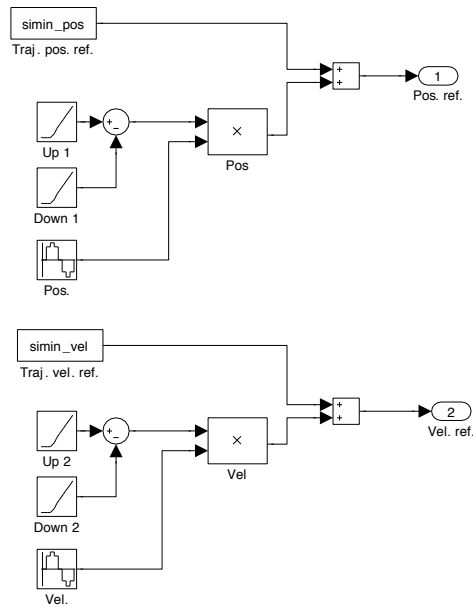 simin_pos
Traj. pos. ref.
+
+
1
Pos. ref.
Up 1
+
−
×
Pos
Down 1
Pos.
simin_vel
Traj. vel. ref.
+
+
2
Vel. ref.
Up 2
+
−
×
Vel
Down 2
Vel.